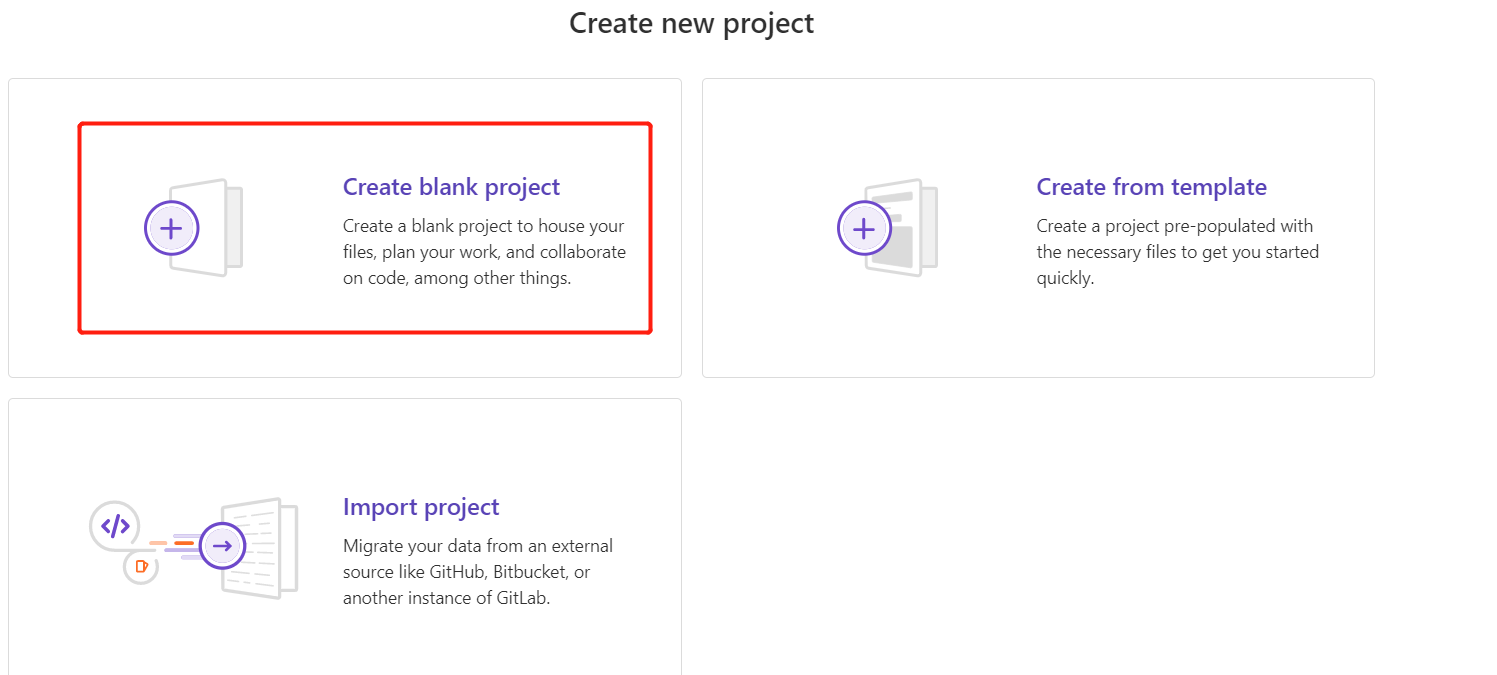 Create new project
Create blank project
Create a blank project to house your
files, plan your work, and collaborate
on code, among other things.
Create from template
Create a project pre-populated with
the necessary files to get you started
quickly.
Import project
Migrate your data from an external
source like GitHub, Bitbucket, or
another instance of GitLab.